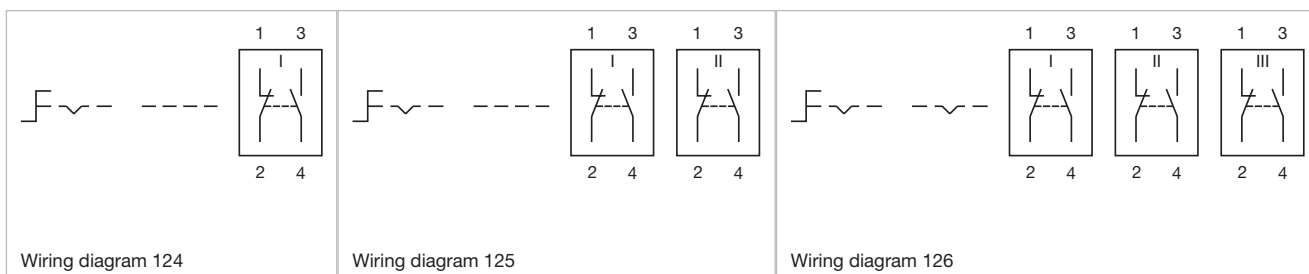 1 3
I
2 4
Wiring diagram 124
1 3 1 3
I II
2 4 2 4
Wiring diagram 125
1 3 1 3 1 3
I II III
2 4 2 4 2 4
Wiring diagram 126